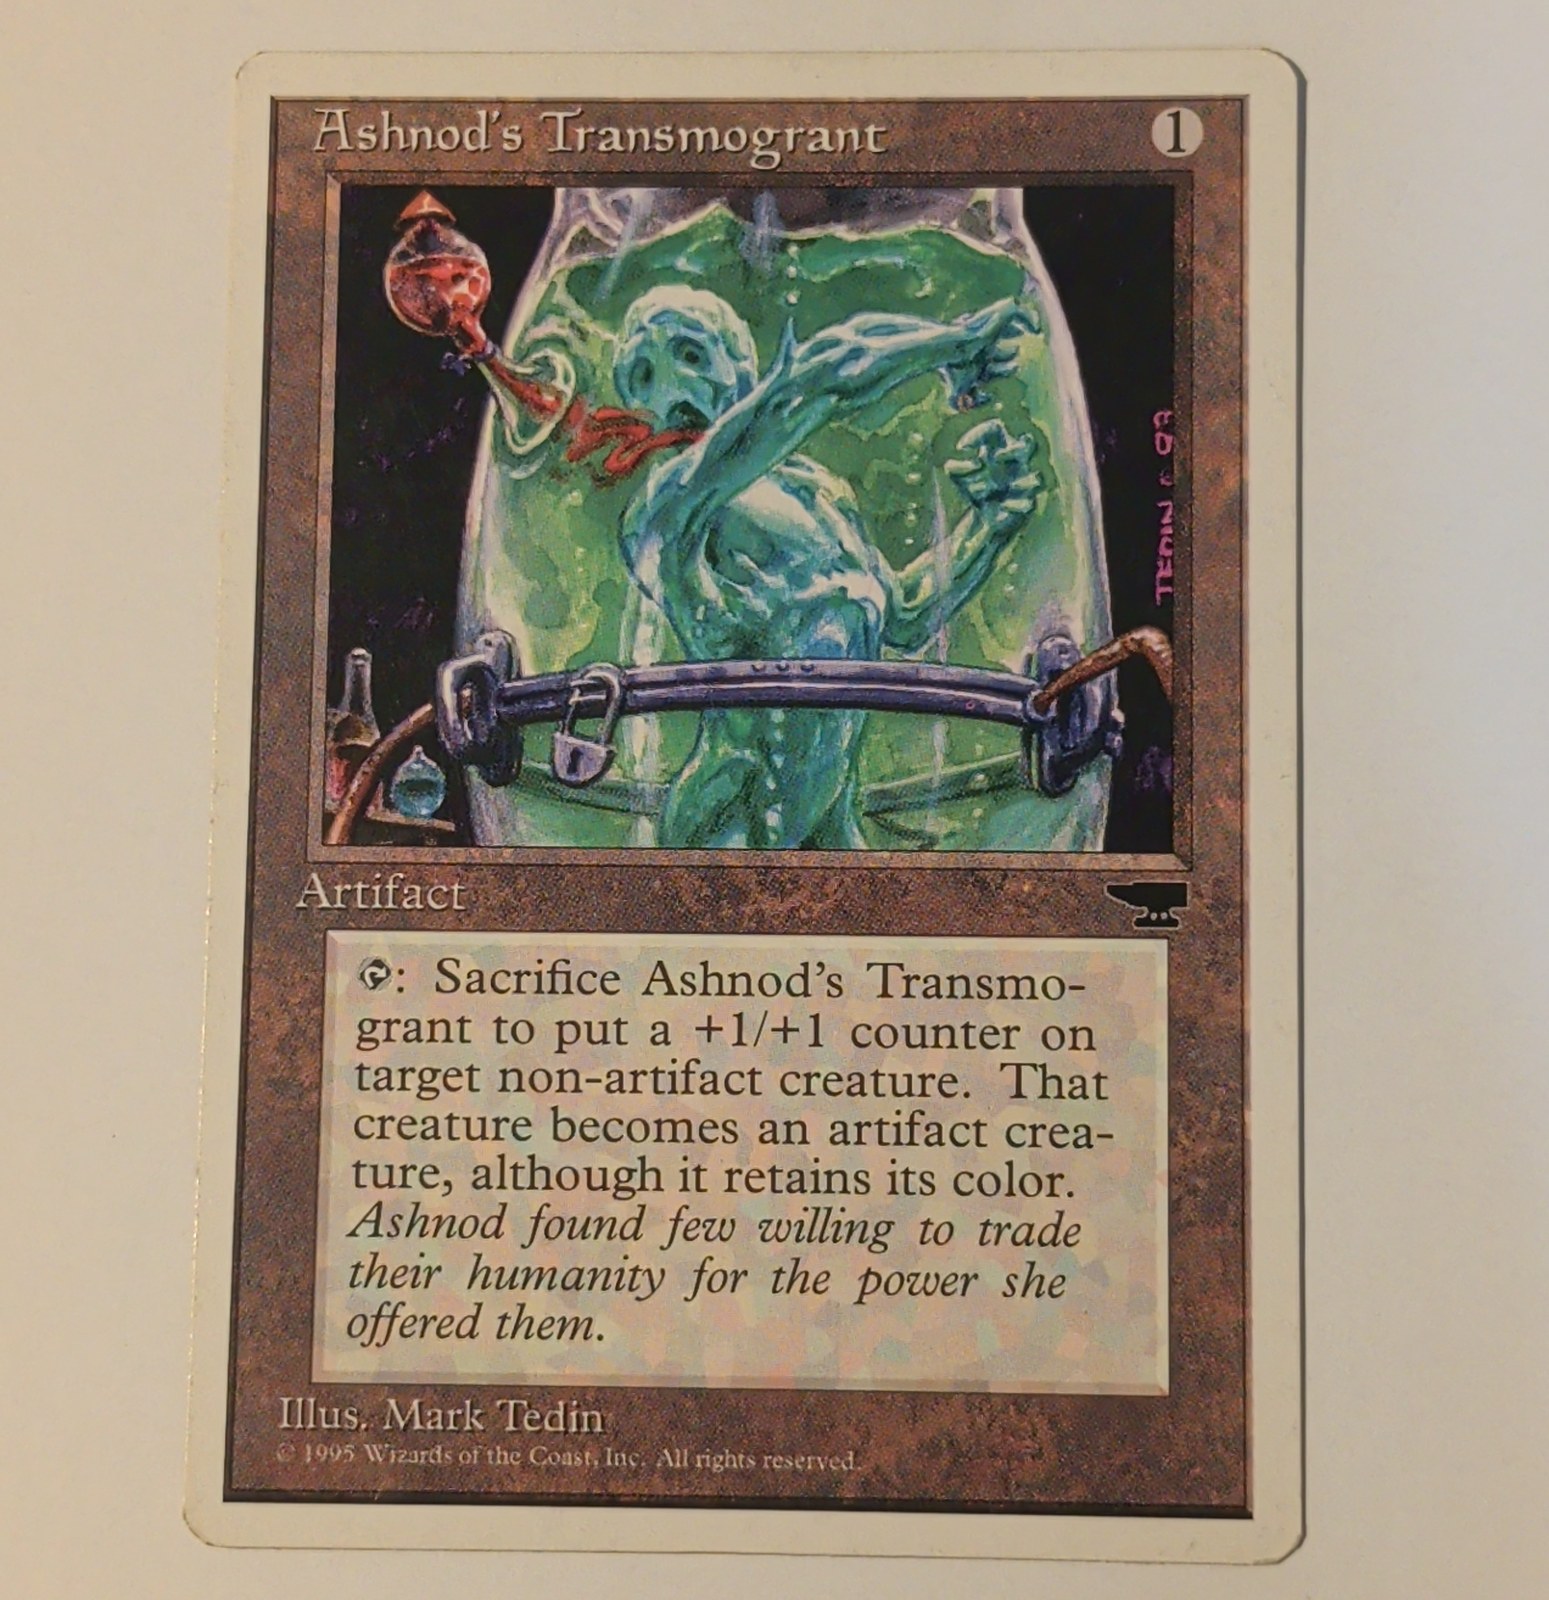 Ashnod's Transmogrant
1
TEDIN © 93
Artifact
: Sacrifice Ashnod's Transmo-
grant to put a +1/+1 counter on
target non-artifact creature. That
creature becomes an artifact crea-
ture, although it retains its color.
Ashnod found few willing to trade
their humanity for the power she
offered them.
Illus. Mark Tedin
© 1995 Wizards of the Coast, Inc. All rights reserved.